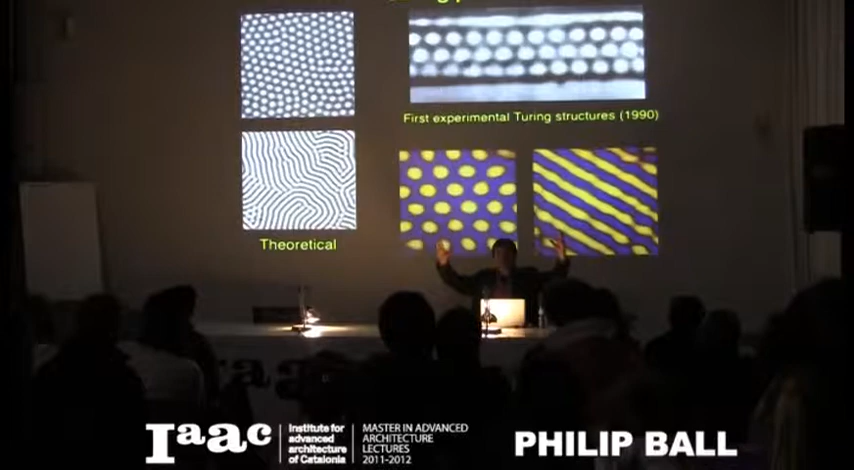 First experimental Turing structures (1990)
Theoretical
Iaac
Institute for
advanced
architecture
of Catalonia
MASTER IN ADVANCED
ARCHITECTURE
LECTURES
2011-2012
PHILIP BALL